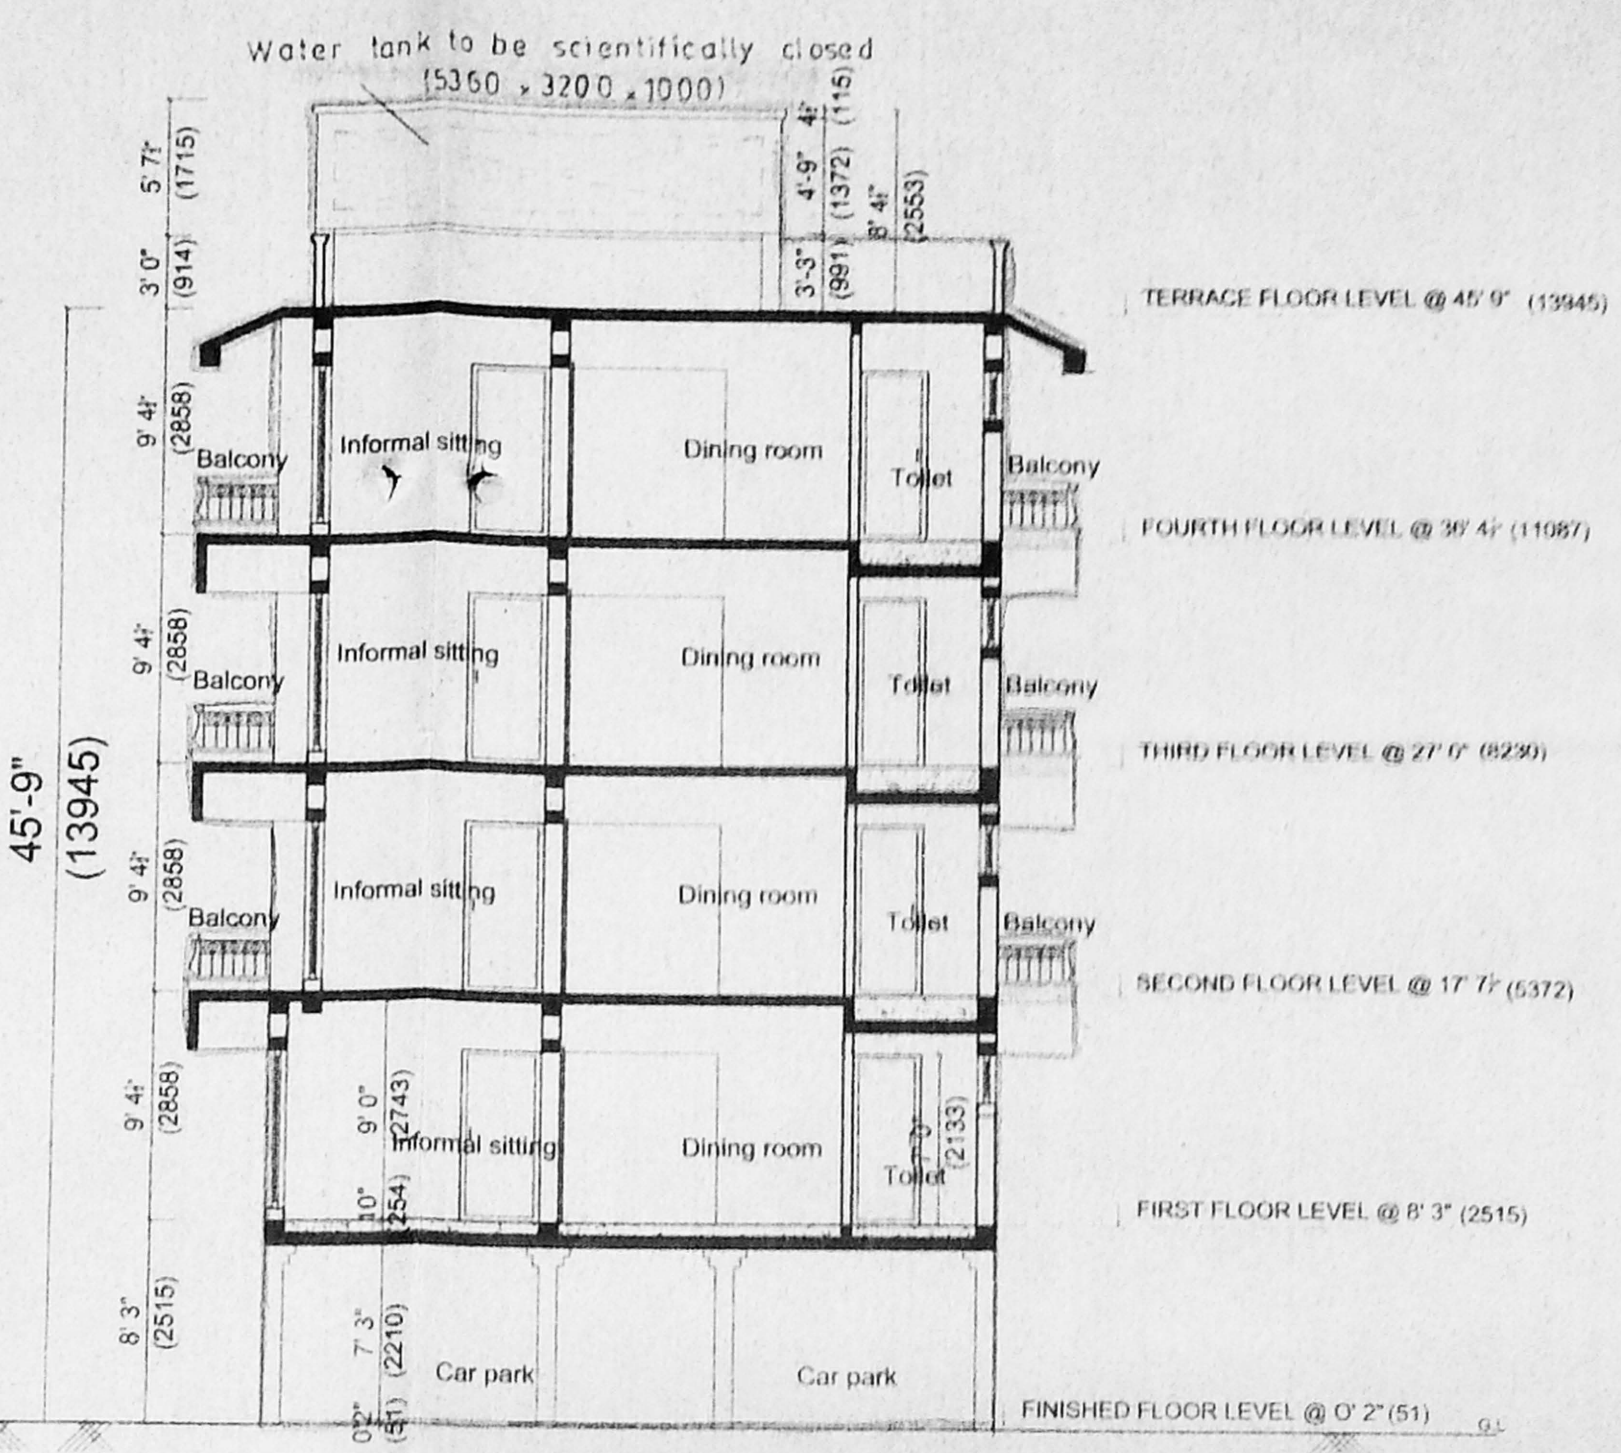 Water tank to be scientifically closed
(5360 x 3200 x 1000)
(115)
5' 7½"
(1715)
4'-9"
(1372)
8' 4½"
(2553)
3' 0"
(914)
3'-3"
(991)
TERRACE FLOOR LEVEL @ 45' 9" (13945)
9' 4½"
(2858)
Balcony
Informal sitting
Dining room
Toilet
Balcony
FOURTH FLOOR LEVEL @ 36' 4½" (11087)
9' 4½"
(2858)
Balcony
Informal sitting
Dining room
Toilet
Balcony
THIRD FLOOR LEVEL @ 27' 0" (8230)
45'-9"
(13945)
9' 4½"
(2858)
Balcony
Informal sitting
Dining room
Toilet
Balcony
SECOND FLOOR LEVEL @ 17' 7½" (5372)
9' 4½"
(2858)
9' 0"
(2743)
Informal sitting
Dining room
Toilet
(2133)
10"
(254)
FIRST FLOOR LEVEL @ 8' 3" (2515)
8' 3"
(2515)
7' 3"
(2210)
Car park
Car park
0'2"
(51)
FINISHED FLOOR LEVEL @ O' 2" (51)
G.L